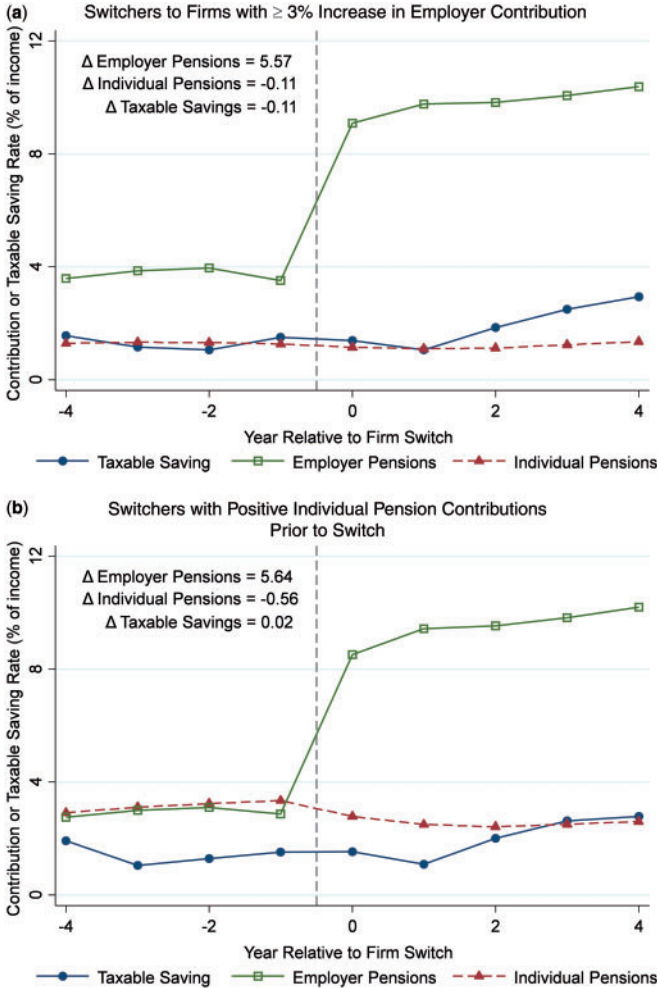 (a) Switchers to Firms with ≥ 3% Increase in Employer Contribution
Contribution or Taxable Saving Rate (% of income)
12
8
4
0
Δ Employer Pensions = 5.57
Δ Individual Pensions = -0.11
Δ Taxable Savings = -0.11
-4 -2 0 2 4
Year Relative to Firm Switch
Taxable Saving Employer Pensions Individual Pensions
(b) Switchers with Positive Individual Pension Contributions
Prior to Switch
Contribution or Taxable Saving Rate (% of income)
12
8
4
0
Δ Employer Pensions = 5.64
Δ Individual Pensions = -0.56
Δ Taxable Savings = 0.02
-4 -2 0 2 4
Year Relative to Firm Switch
Taxable Saving Employer Pensions Individual Pensions